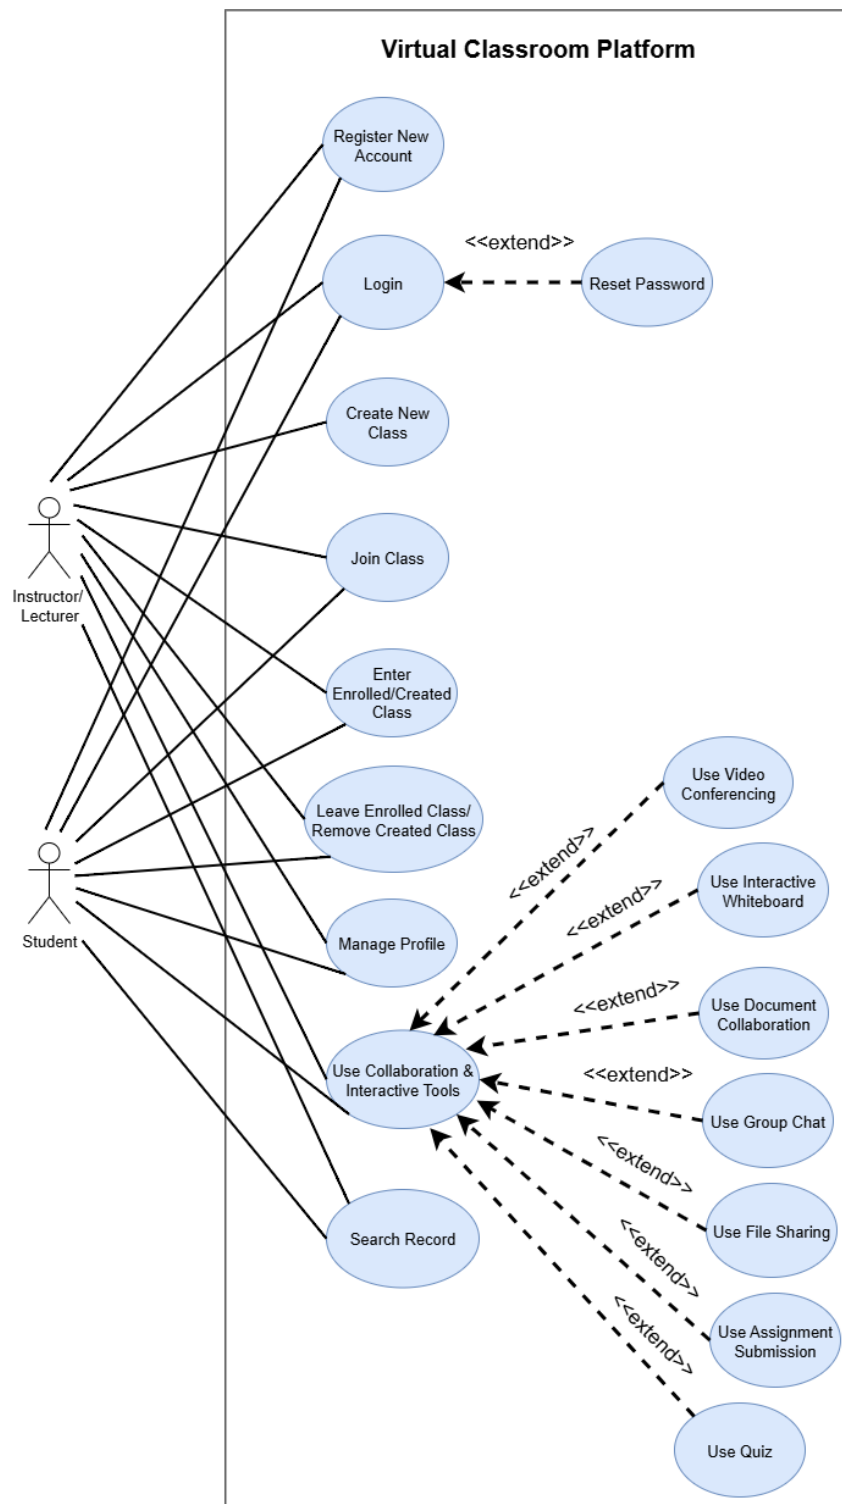 Virtual Classroom Platform
Register New
Account
<<extend>>
Login
Reset Password
Create New
Class
Instructor/
Lecturer
Join Class
Enter
Enrolled/Created
Class
Leave Enrolled Class/
Remove Created Class
Student
Manage Profile
Use Collaboration &
Interactive Tools
Search Record
<<extend>>
Use Video
Conferencing
<<extend>>
Use Interactive
Whiteboard
<<extend>>
Use Document
Collaboration
<<extend>>
Use Group Chat
<<extend>>
Use File Sharing
<<extend>>
Use Assignment
Submission
<<extend>>
Use Quiz